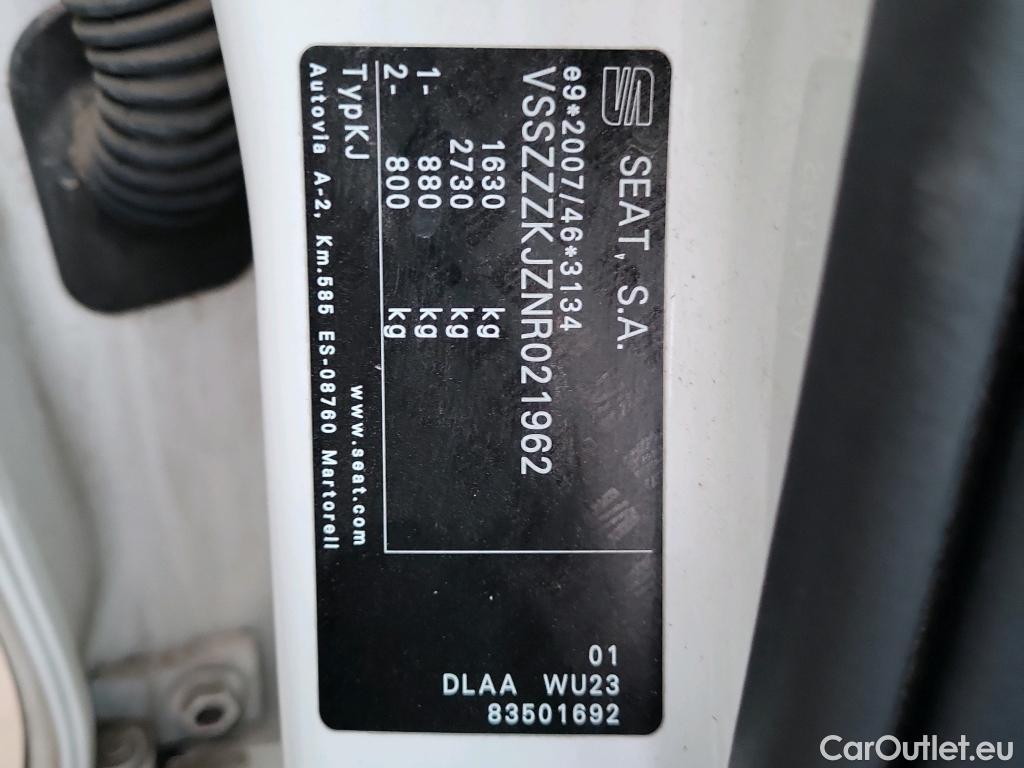 SEAT, S.A.
e9*2007/46*3134
VSSZZZKJZNR021962
1630 kg
2730 kg
1- 880 kg
2- 800 kg
TypKJ www.seat.com
Autovia A-2, Km.585 ES-08760 Martorell
01
DLAA WU23
83501692
CarOutlet.eu